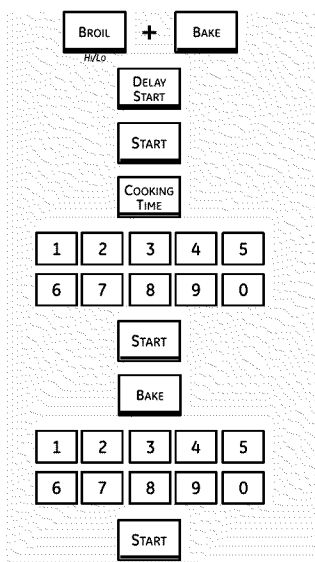 BROIL + BAKE
Hi/Lo
DELAY
START
START
COOKING
TIME
1 2 3 4 5
6 7 8 9 0
START
BAKE
1 2 3 4 5
6 7 8 9 0
START